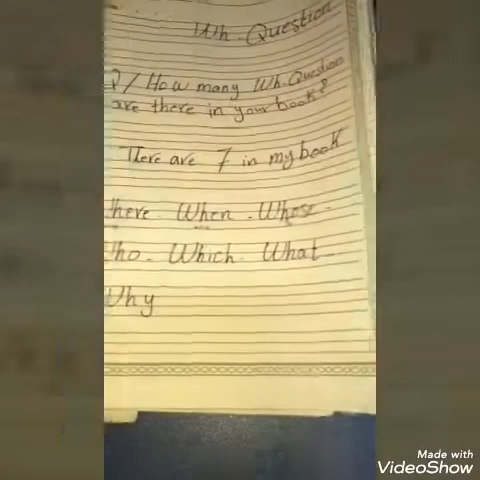 Wh-Question
Q/ How many Wh-Question
are there in your book?
There are 7 in my book
here - When - Whose -
ho - Which - What -
Why
Made with
VideoShow